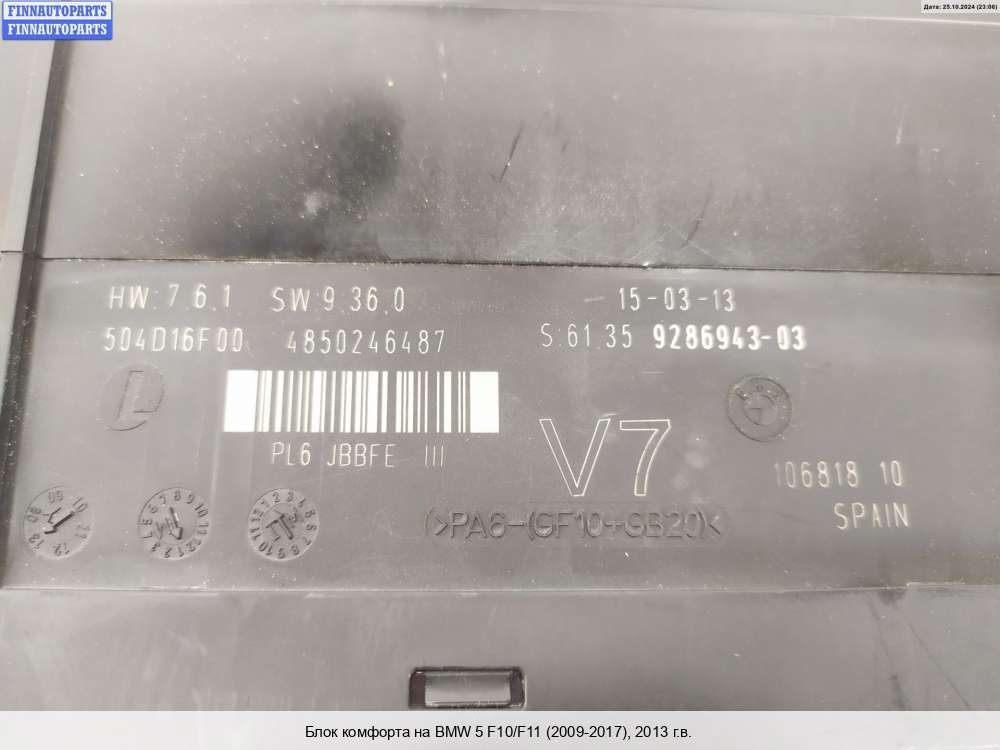 FINNAUTOPARTS
FINNAUTOPARTS
Дата: 25.10.2024 (23:06)
HW:7.6.1 SW:9.36.0 15-03-13
504D16F00 4850246487 S:61.35 9286943-03
PL6 JBBFE III
V7
106818 10
SPAIN
>PA6-(GF10+GB20)<
Блок комфорта на BMW 5 F10/F11 (2009-2017), 2013 г.в.